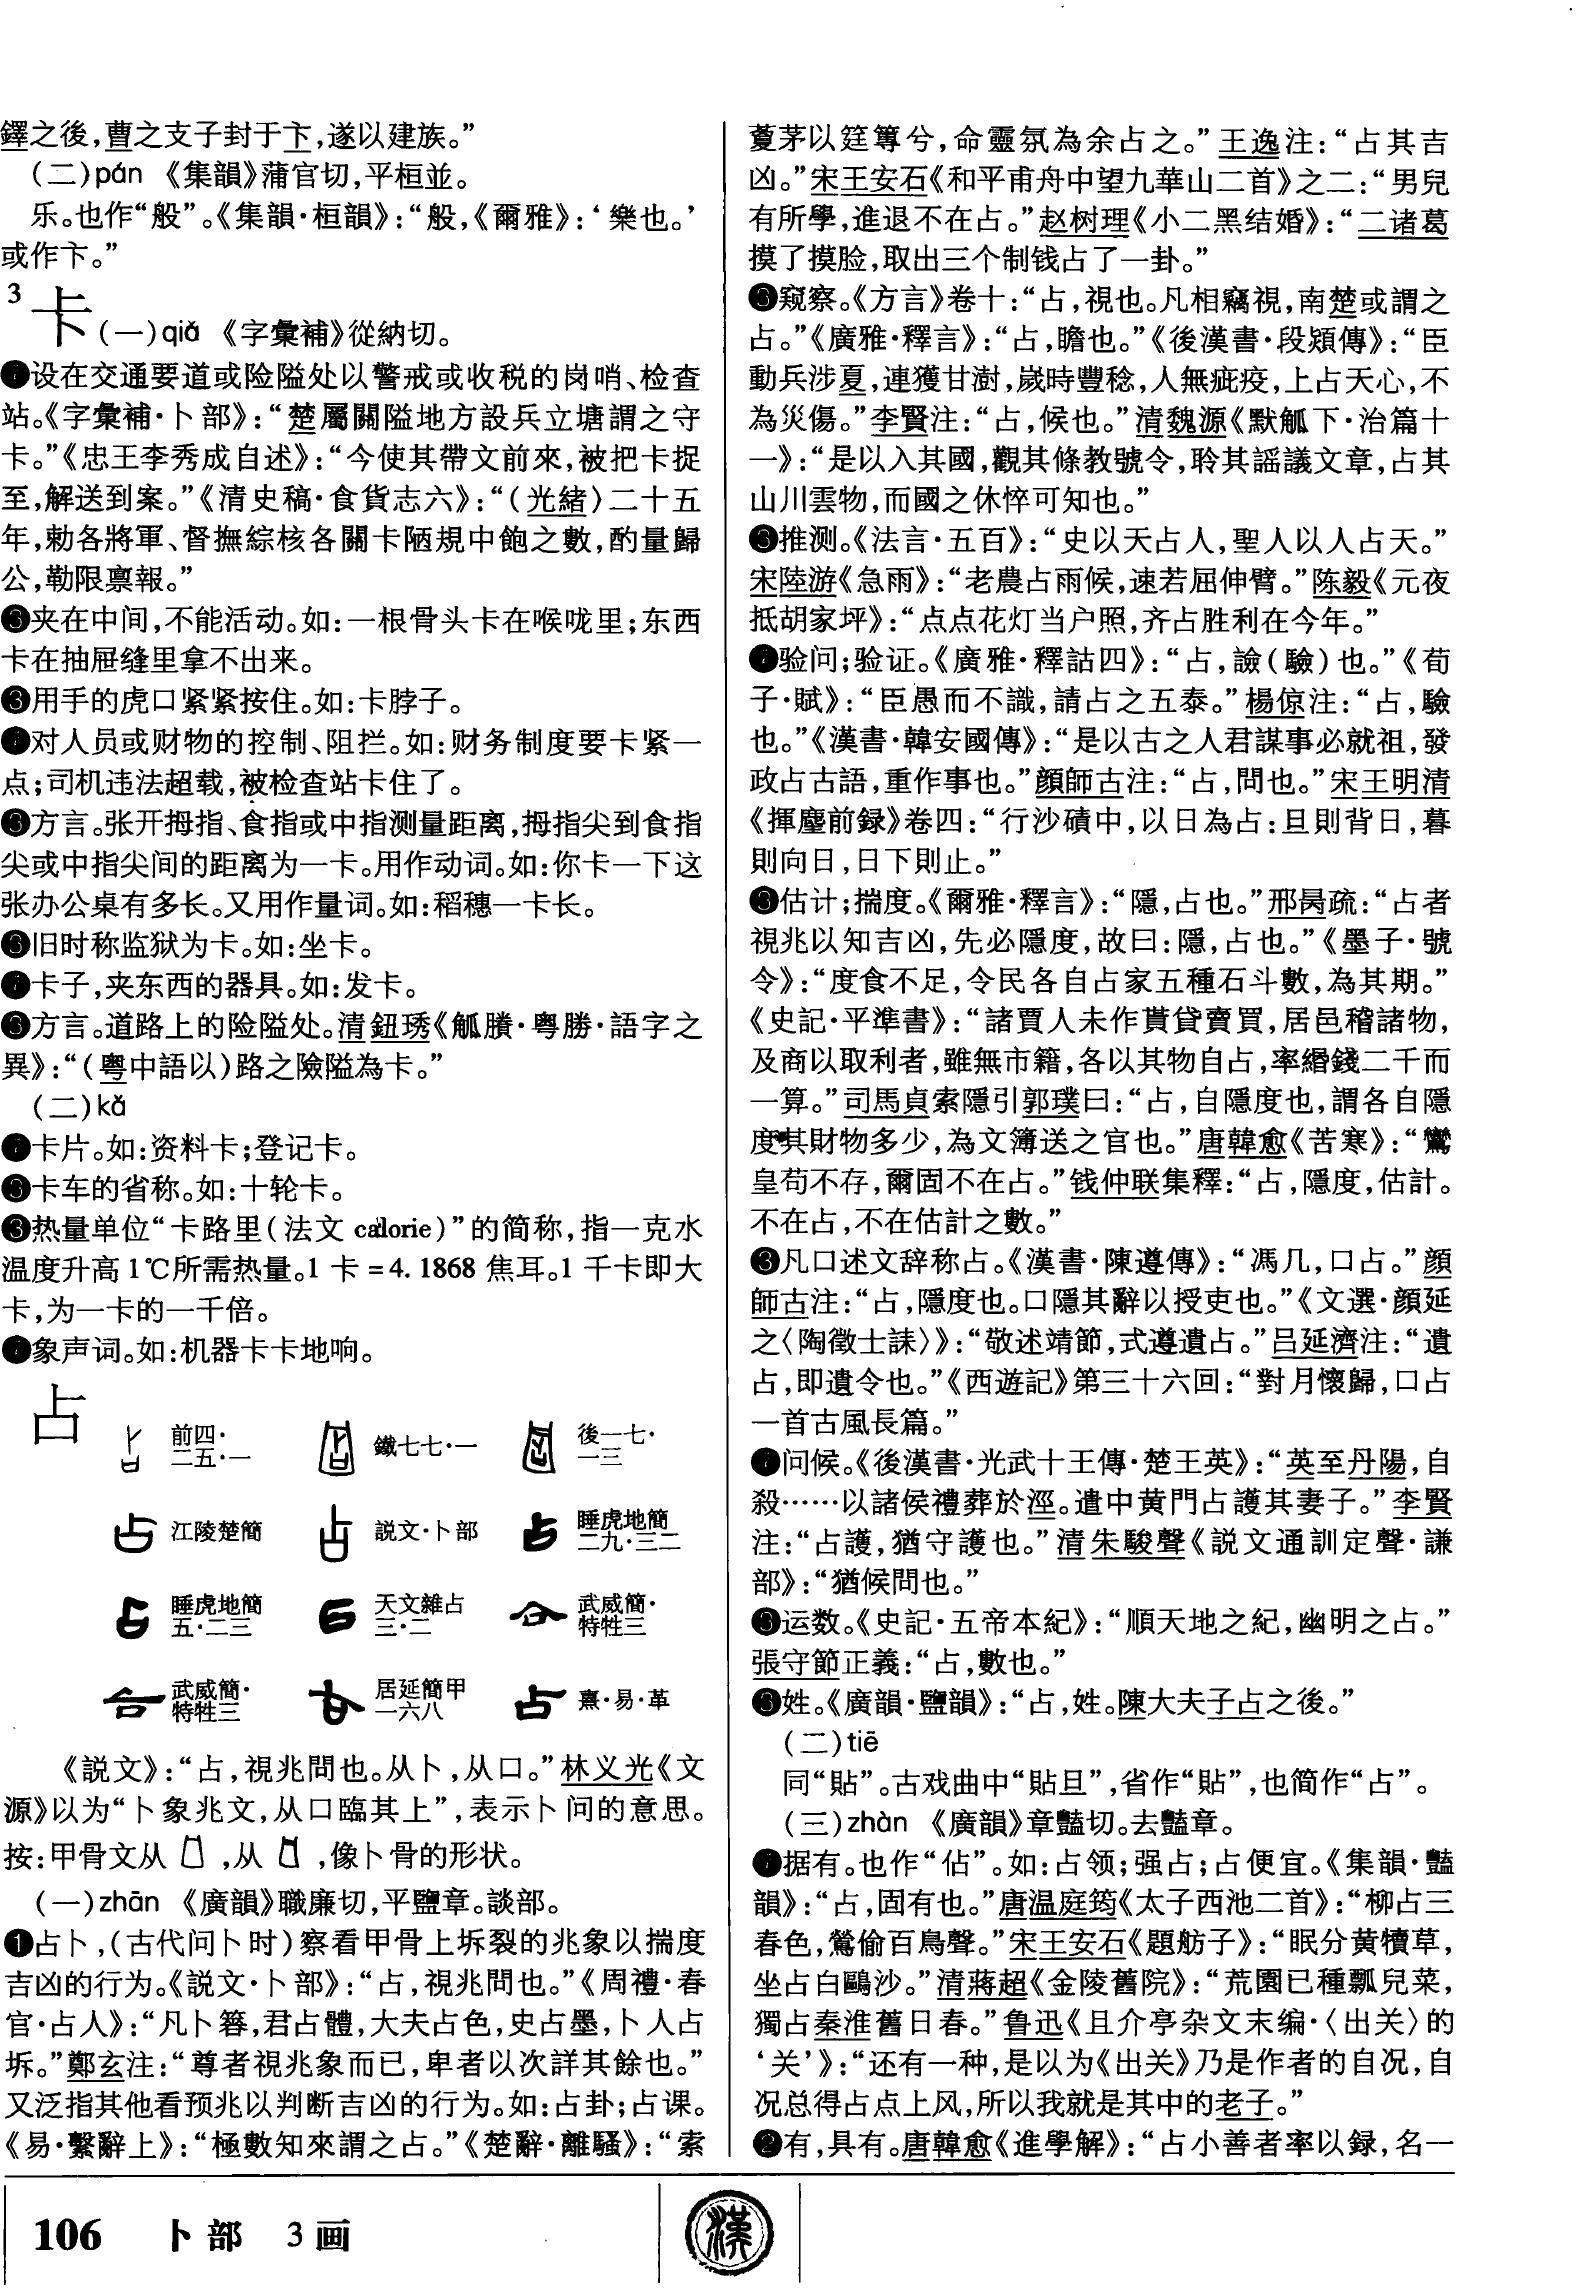 鐸之後，曹之支子封于卞，遂以建族。”
(二)pán 《集韻》蒲官切，平桓並。
乐。也作“般”。《集韻·桓韻》：“般，《爾雅》：‘樂也。’
或作卞。”
3
卡 (一)qiǎ 《字彙補》從納切。
❶设在交通要道或险隘处以警戒或收税的岗哨、检查
站。《字彙補·卜部》：“楚屬關隘地方設兵立塘謂之守
卡。”《忠王李秀成自述》：“今使其帶文前來，被把卡捉
至，解送到案。”《清史稿·食貨志六》：“(光緒)二十五
年，勅各將軍、督撫綜核各關卡陋規中飽之數，酌量歸
公，勒限禀報。”
❷夹在中间，不能活动。如：一根骨头卡在喉咙里；东西
卡在抽屉缝里拿不出来。
❸用手的虎口紧紧按住。如：卡脖子。
❹对人员或财物的控制、阻拦。如：财务制度要卡紧一
点；司机违法超载，被检查站卡住了。
❺方言。张开拇指、食指或中指测量距离，拇指尖到食指
尖或中指尖间的距离为一卡。用作动词。如：你卡一下这
张办公桌有多长。又用作量词。如：稻穗一卡长。
❻旧时称监狱为卡。如：坐卡。
❼卡子，夹东西的器具。如：发卡。
❽方言。道路上的险隘处。清鈕琇《觚賸·粵觚·語字之
異》：“(粵中語以)路之險隘為卡。”
(二)kǎ
❶卡片。如：资料卡；登记卡。
❷卡车的省称。如：十轮卡。
❸热量单位“卡路里(法文 calorie)”的简称，指一克水
温度升高1℃所需热量。1 卡 =4. 1868 焦耳。1 千卡即大
卡，为一卡的一千倍。
❹象声词。如：机器卡卡地响。
占
前四·二五·一 鐵七七·一 後一七·一三
江陵楚簡 説文·卜部 睡虎地簡二九·三二
睡虎地簡五·二三 天文雜占三·二 武威簡·特牲三
武威簡·特牲三 居延簡甲一六八 熹·易·革
《説文》：“占，視兆問也。从卜，从口。”林义光《文
源》以为“卜象兆文，从口臨其上”，表示卜问的意思。
按：甲骨文从 ，从 ，像卜骨的形状。
(一)zhān 《廣韻》職廉切，平鹽章。談部。
❶占卜，(古代问卜时)察看甲骨上坼裂的兆象以揣度
吉凶的行为。《説文·卜部》：“占，視兆問也。”《周禮·春
官·占人》：“凡卜簭，君占體，大夫占色，史占墨，卜人占
坼。”鄭玄注：“尊者視兆象而已，卑者以次詳其餘也。”
又泛指其他看预兆以判断吉凶的行为。如：占卦；占课。
《易·繫辭上》：“極數知來謂之占。”《楚辭·離騷》：“索
藑茅以筳篿兮，命靈氛為余占之。”王逸注：“占其吉
凶。”宋王安石《和平甫舟中望九華山二首》之二：“男兒
有所學，進退不在占。”赵树理《小二黑结婚》：“二诸葛
摸了摸脸，取出三个制钱占了一卦。”
❷窥察。《方言》卷十：“占，視也。凡相竊視，南楚或謂之
占。”《廣雅·釋言》：“占，瞻也。”《後漢書·段熲傳》：“臣
動兵涉夏，連獲甘澍，嵗時豐稔，人無疵疫，上占天心，不
為災傷。”李賢注：“占，候也。”清魏源《默觚下·治篇十
一》：“是以入其國，觀其條教號令，聆其謡議文章，占其
山川雲物，而國之休悴可知也。”
❸推测。《法言·五百》：“史以天占人，聖人以人占天。”
宋陸游《急雨》：“老農占雨候，速若屈伸臂。”陈毅《元夜
抵胡家坪》：“点点花灯当户照，齐占胜利在今年。”
❹验问；验证。《廣雅·釋詁四》：“占，譣(驗)也。”《荀
子·賦》：“臣愚而不識，請占之五泰。”楊倞注：“占，驗
也。”《漢書·韓安國傳》：“是以古之人君謀事必就祖，發
政占古語，重作事也。”顔師古注：“占，問也。”宋王明清
《揮麈前録》卷四：“行沙磧中，以日為占：旦則背日，暮
則向日，日下則止。”
❺估计；揣度。《爾雅·釋言》：“隱，占也。”邢昺疏：“占者
視兆以知吉凶，先必隱度，故曰：隱，占也。”《墨子·號
令》：“度食不足，令民各自占家五種石斗數，為其期。”
《史記·平準書》：“諸賈人未作貰貸賣買，居邑稽諸物，
及商以取利者，雖無市籍，各以其物自占，率緡錢二千而
一算。”司馬貞索隱引郭璞曰：“占，自隱度也，謂各自隱
度其財物多少，為文簿送之官也。”唐韓愈《苦寒》：“鸞
皇苟不存，爾固不在占。”钱仲联集釋：“占，隱度，估計。
不在占，不在估計之數。”
❻凡口述文辞称占。《漢書·陳遵傳》：“馮几，口占。”顔
師古注：“占，隱度也。口隱其辭以授吏也。”《文選·顔延
之〈陶徵士誄〉》：“敬述靖節，式遵遺占。”吕延濟注：“遺
占，即遺令也。”《西遊記》第三十六回：“對月懷歸，口占
一首古風長篇。”
❼问候。《後漢書·光武十王傳·楚王英》：“英至丹陽，自
殺……以諸侯禮葬於涇。遣中黄門占護其妻子。”李賢
注：“占護，猶守護也。”清朱駿聲《説文通訓定聲·謙
部》：“猶候問也。”
❽运数。《史記·五帝本紀》：“順天地之紀，幽明之占。”
張守節正義：“占，數也。”
❾姓。《廣韻·鹽韻》：“占，姓。陳大夫子占之後。”
(二)tiē
同“貼”。古戏曲中“貼旦”，省作“貼”，也简作“占”。
(三)zhàn 《廣韻》章豔切。去豔章。
❶据有。也作“佔”。如：占领；强占；占便宜。《集韻·豔
韻》：“占，固有也。”唐温庭筠《太子西池二首》：“柳占三
春色，鶯偷百鳥聲。”宋王安石《題舫子》：“眠分黄犢草，
坐占白鷗沙。”清蔣超《金陵舊院》：“荒園已種瓢兒菜，
獨占秦淮舊日春。”鲁迅《且介亭杂文末编·〈出关〉的
‘关’》：“还有一种，是以为《出关》乃是作者的自况，自
况总得占点上风，所以我就是其中的老子。”
❷有，具有。唐韓愈《進學解》：“占小善者率以録，名一
106 卜部 3画
漢